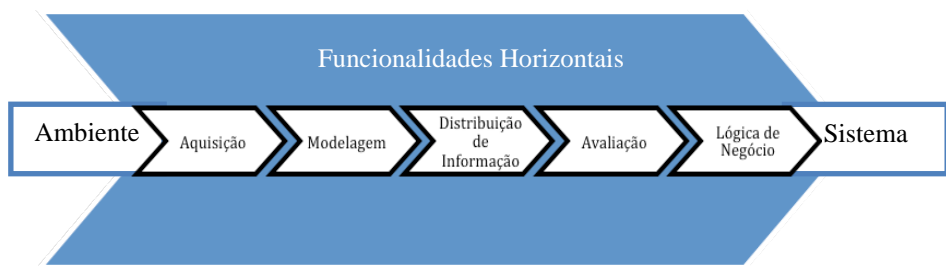 Funcionalidades Horizontais
Ambiente
Aquisição
Modelagem
Distribuição
de
Informação
Avaliação
Lógica de
Negócio
Sistema